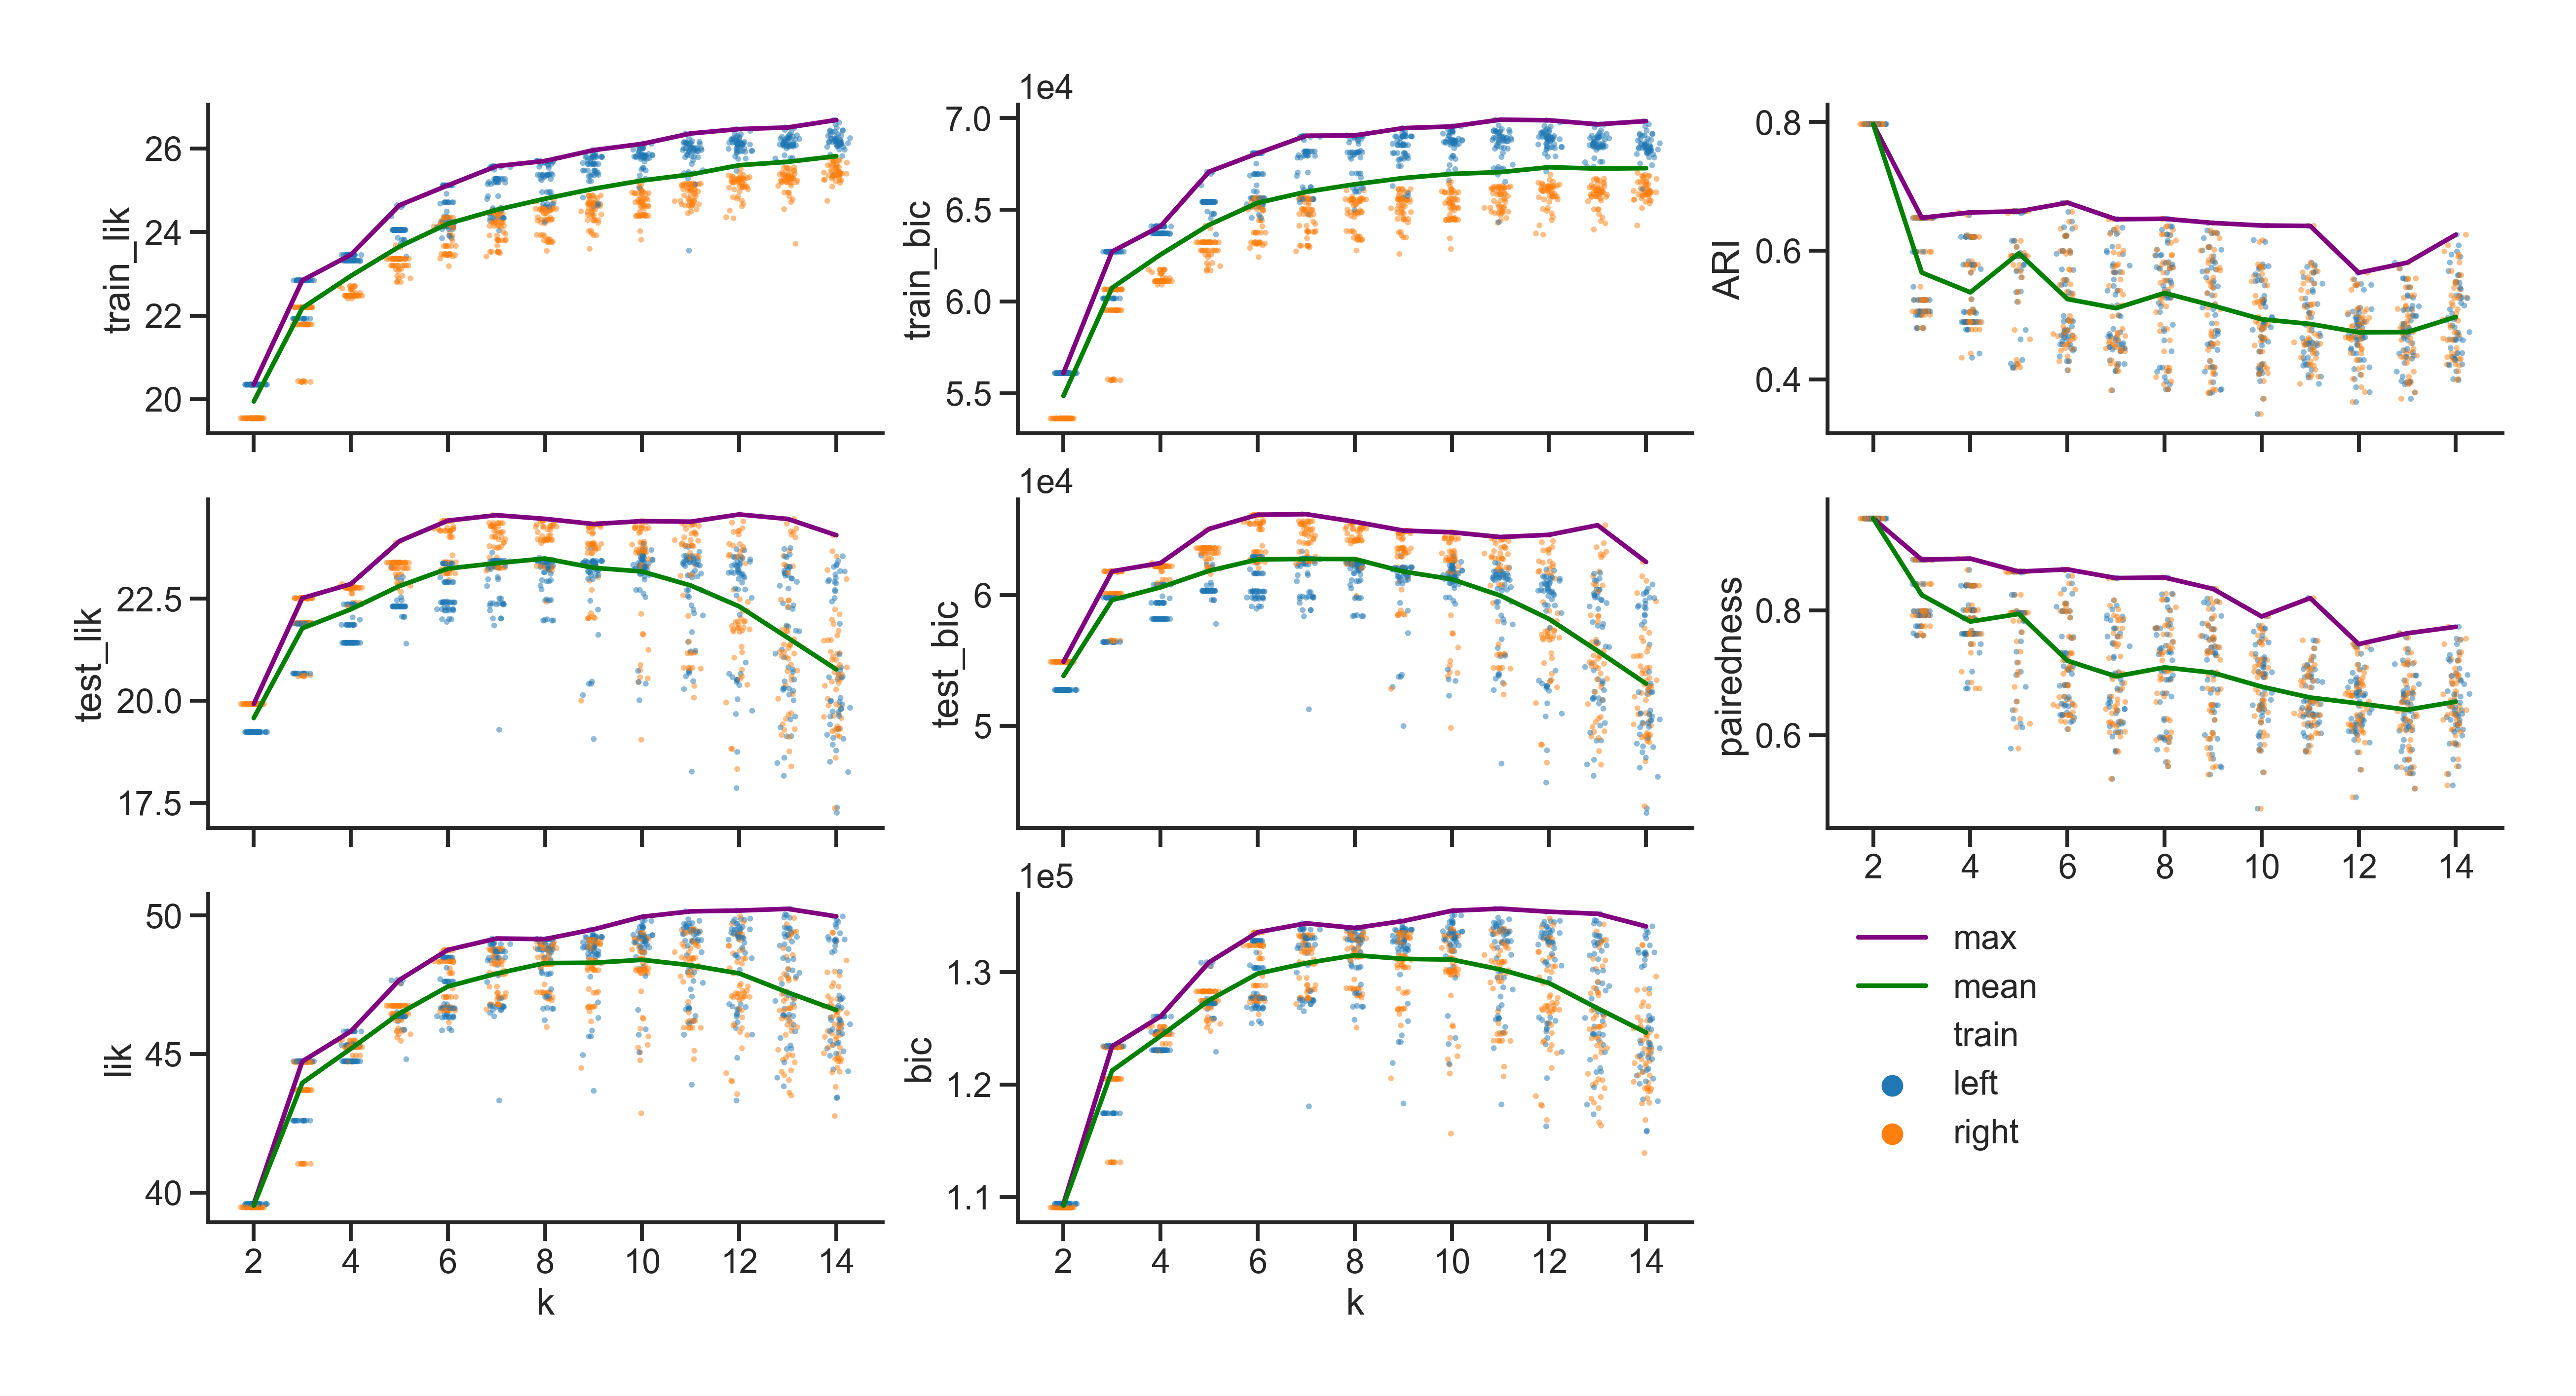 train_lik
26
24
22
20
1e4
train_bic
7.0
6.5
6.0
5.5
ARI
0.8
0.6
0.4
test_lik
22.5
20.0
17.5
1e4
test_bic
6
5
pairedness
0.8
0.6
2 4 6 8 10 12 14
lik
50
45
40
2 4 6 8 10 12 14
k
1e5
bic
1.3
1.2
1.1
2 4 6 8 10 12 14
k
max
mean
train
left
right